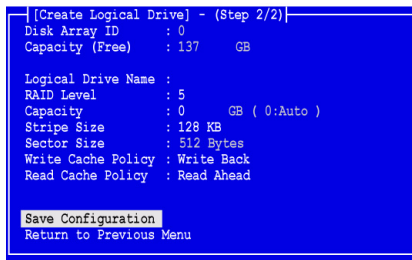 [Create Logical Drive] - (Step 2/2)
Disk Array ID : 0
Capacity (Free) : 137 GB
Logical Drive Name :
RAID Level : 5
Capacity : 0 GB ( 0:Auto )
Stripe Size : 128 KB
Sector Size : 512 Bytes
Write Cache Policy : Write Back
Read Cache Policy : Read Ahead
Save Configuration
Return to Previous Menu